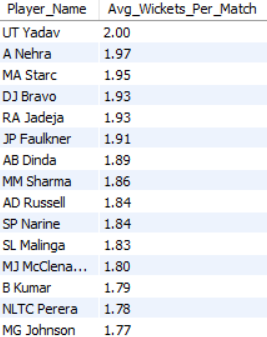 Player_Name Avg_Wickets_Per_Match
UT Yadav 2.00
A Nehra 1.97
MA Starc 1.95
DJ Bravo 1.93
RA Jadeja 1.93
JP Faulkner 1.91
AB Dinda 1.89
MM Sharma 1.86
AD Russell 1.84
SP Narine 1.84
SL Malinga 1.83
MJ McClena... 1.80
B Kumar 1.79
NLTC Perera 1.78
MG Johnson 1.77